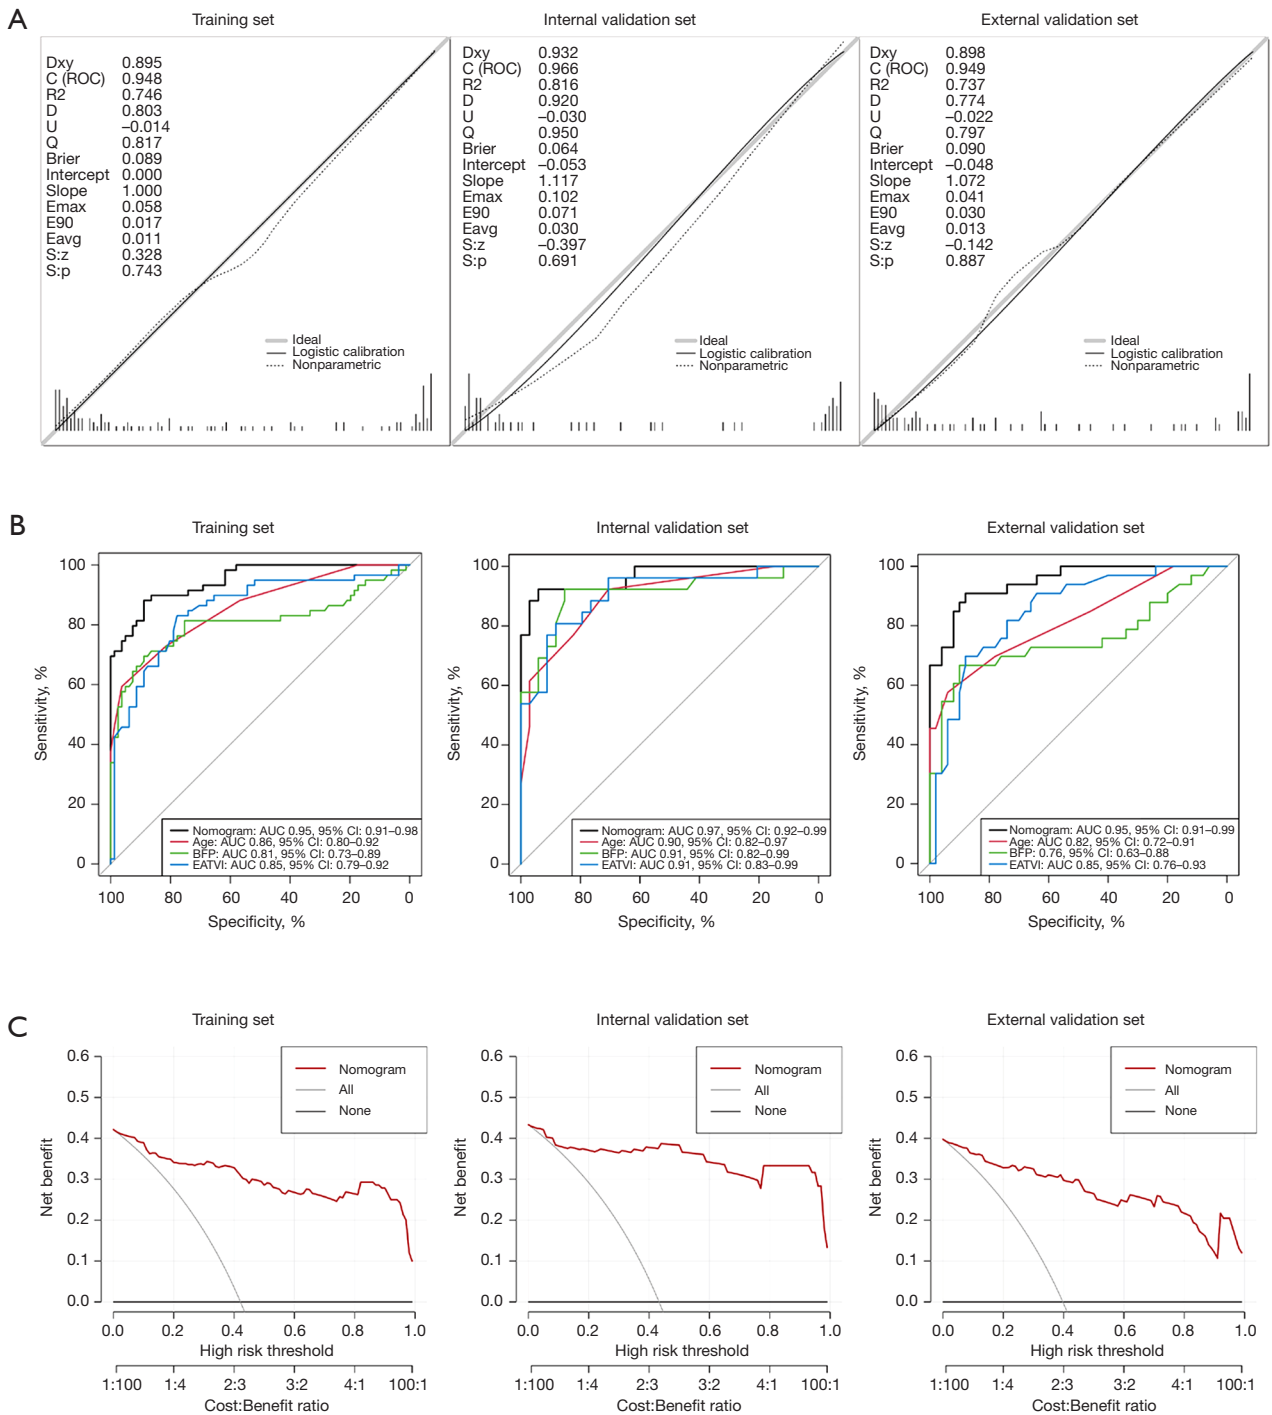 A
Training set
Internal validation set
External validation set
Dxy 0.895
C (ROC) 0.948
R2 0.746
D 0.803
U −0.014
Q 0.817
Brier 0.089
Intercept 0.000
Slope 1.000
Emax 0.058
E90 0.017
Eavg 0.011
S:z 0.328
S:p 0.743
Ideal
Logistic calibration
Nonparametric
Dxy 0.932
C (ROC) 0.966
R2 0.816
D 0.920
U −0.030
Q 0.950
Brier 0.064
Intercept −0.053
Slope 1.117
Emax 0.102
E90 0.071
Eavg 0.030
S:z −0.397
S:p 0.691
Ideal
Logistic calibration
Nonparametric
Dxy 0.898
C (ROC) 0.949
R2 0.737
D 0.774
U −0.022
Q 0.797
Brier 0.090
Intercept −0.048
Slope 1.072
Emax 0.041
E90 0.030
Eavg 0.013
S:z −0.142
S:p 0.887
Ideal
Logistic calibration
Nonparametric
B
Training set
Sensitivity, %
100
80
60
40
20
0
Nomogram: AUC 0.95, 95% CI: 0.91–0.98
Age: AUC 0.86, 95% CI: 0.80–0.92
BFP: AUC 0.81, 95% CI: 0.73–0.89
EATVI: AUC 0.85, 95% CI: 0.79–0.92
100 80 60 40 20 0
Specificity, %
Internal validation set
Sensitivity, %
100
80
60
40
20
0
Nomogram: AUC 0.97, 95% CI: 0.92–0.99
Age: AUC 0.90, 95% CI: 0.82–0.97
BFP: AUC 0.91, 95% CI: 0.82–0.99
EATVI: AUC 0.91, 95% CI: 0.83–0.99
100 80 60 40 20 0
Specificity, %
External validation set
Sensitivity, %
100
80
60
40
20
0
Nomogram: AUC 0.95, 95% CI: 0.91–0.99
Age: AUC 0.82, 95% CI: 0.72–0.91
BFP: 0.76, 95% CI: 0.63–0.88
EATVI: AUC 0.85, 95% CI: 0.76–0.93
100 80 60 40 20 0
Specificity, %
C
Training set
Net benefit
0.6
0.5
0.4
0.3
0.2
0.1
0.0
Nomogram
All
None
0.0 0.2 0.4 0.6 0.8 1.0
High risk threshold
1:100 1:4 2:3 3:2 4:1 100:1
Cost:Benefit ratio
Internal validation set
Net benefit
0.6
0.5
0.4
0.3
0.2
0.1
0.0
Nomogram
All
None
0.0 0.2 0.4 0.6 0.8 1.0
High risk threshold
1:100 1:4 2:3 3:2 4:1 100:1
Cost:Benefit ratio
External validation set
Net benefit
0.6
0.5
0.4
0.3
0.2
0.1
0.0
Nomogram
All
None
0.0 0.2 0.4 0.6 0.8 1.0
High risk threshold
1:100 1:4 2:3 3:2 4:1 100:1
Cost:Benefit ratio